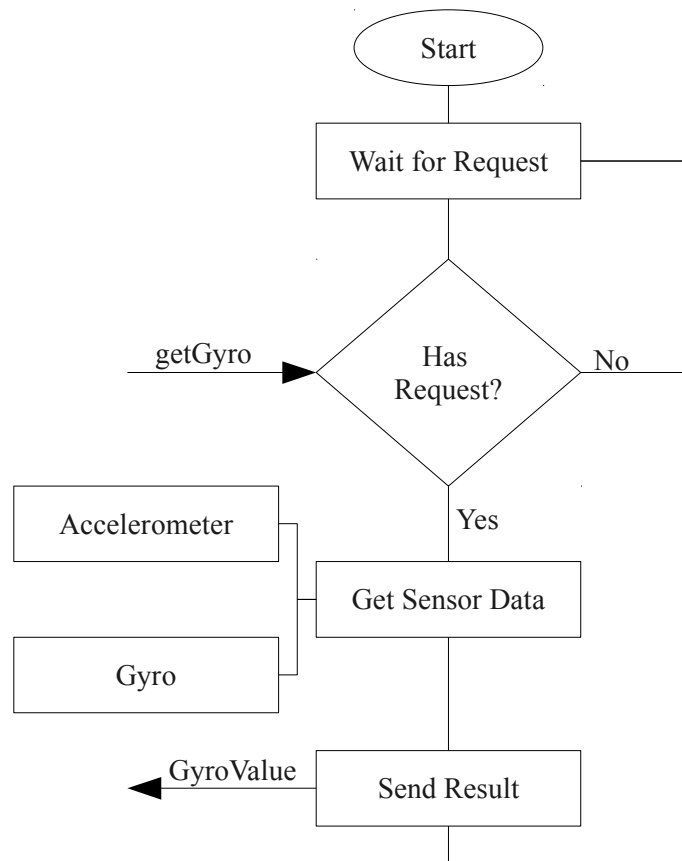 Start
Wait for Request
getGyro
Has
Request?
No
Yes
Accelerometer
Get Sensor Data
Gyro
GyroValue
Send Result